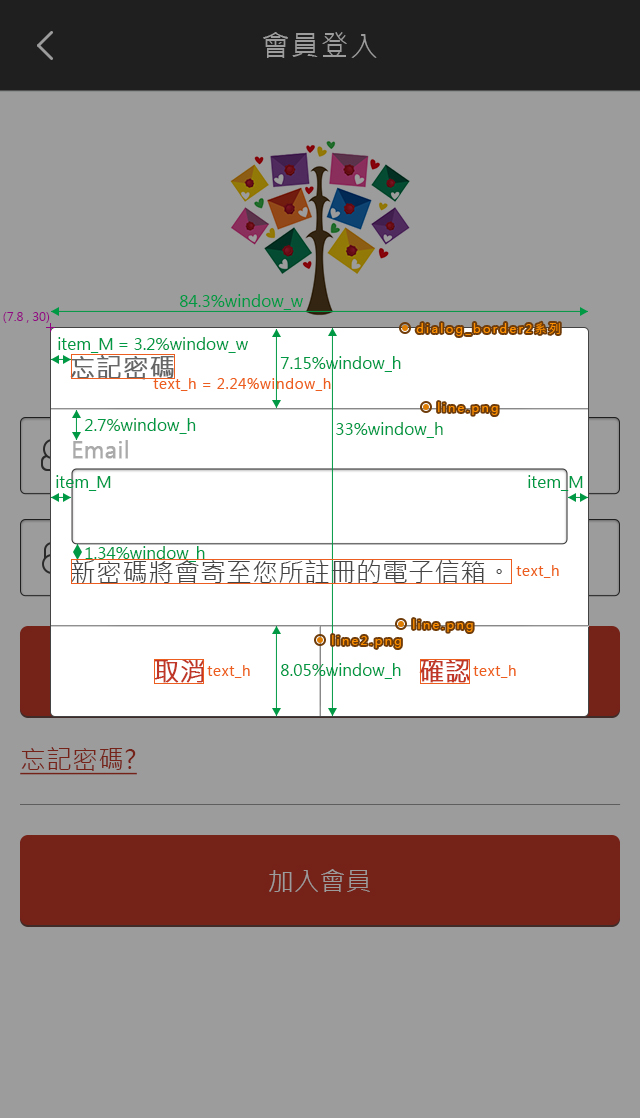 會員登入
84.3%window_w
(7.8 , 30)
dialog_border2系列
item_M = 3.2%window_w
7.15%window_h
忘記密碼
text_h = 2.24%window_h
line.png
2.7%window_h
33%window_h
Email
item_M
item_M
1.34%window_h
新密碼將會寄至您所註冊的電子信箱。
text_h
line.png
line2.png
取消
text_h
8.05%window_h
確認
text_h
忘記密碼?
加入會員